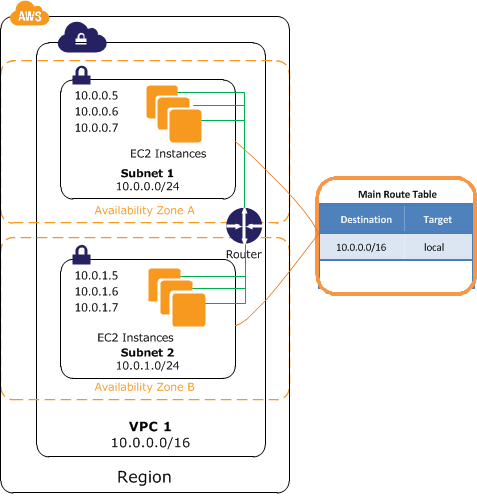 AWS
10.0.0.5
10.0.0.6
10.0.0.7
EC2 Instances
Subnet 1
10.0.0.0/24
Availability Zone A
Router
10.0.1.5
10.0.1.6
10.0.1.7
EC2 Instances
Subnet 2
10.0.1.0/24
Availability Zone B
VPC 1
10.0.0.0/16
Region
Main Route Table
Destination Target
10.0.0.0/16 local